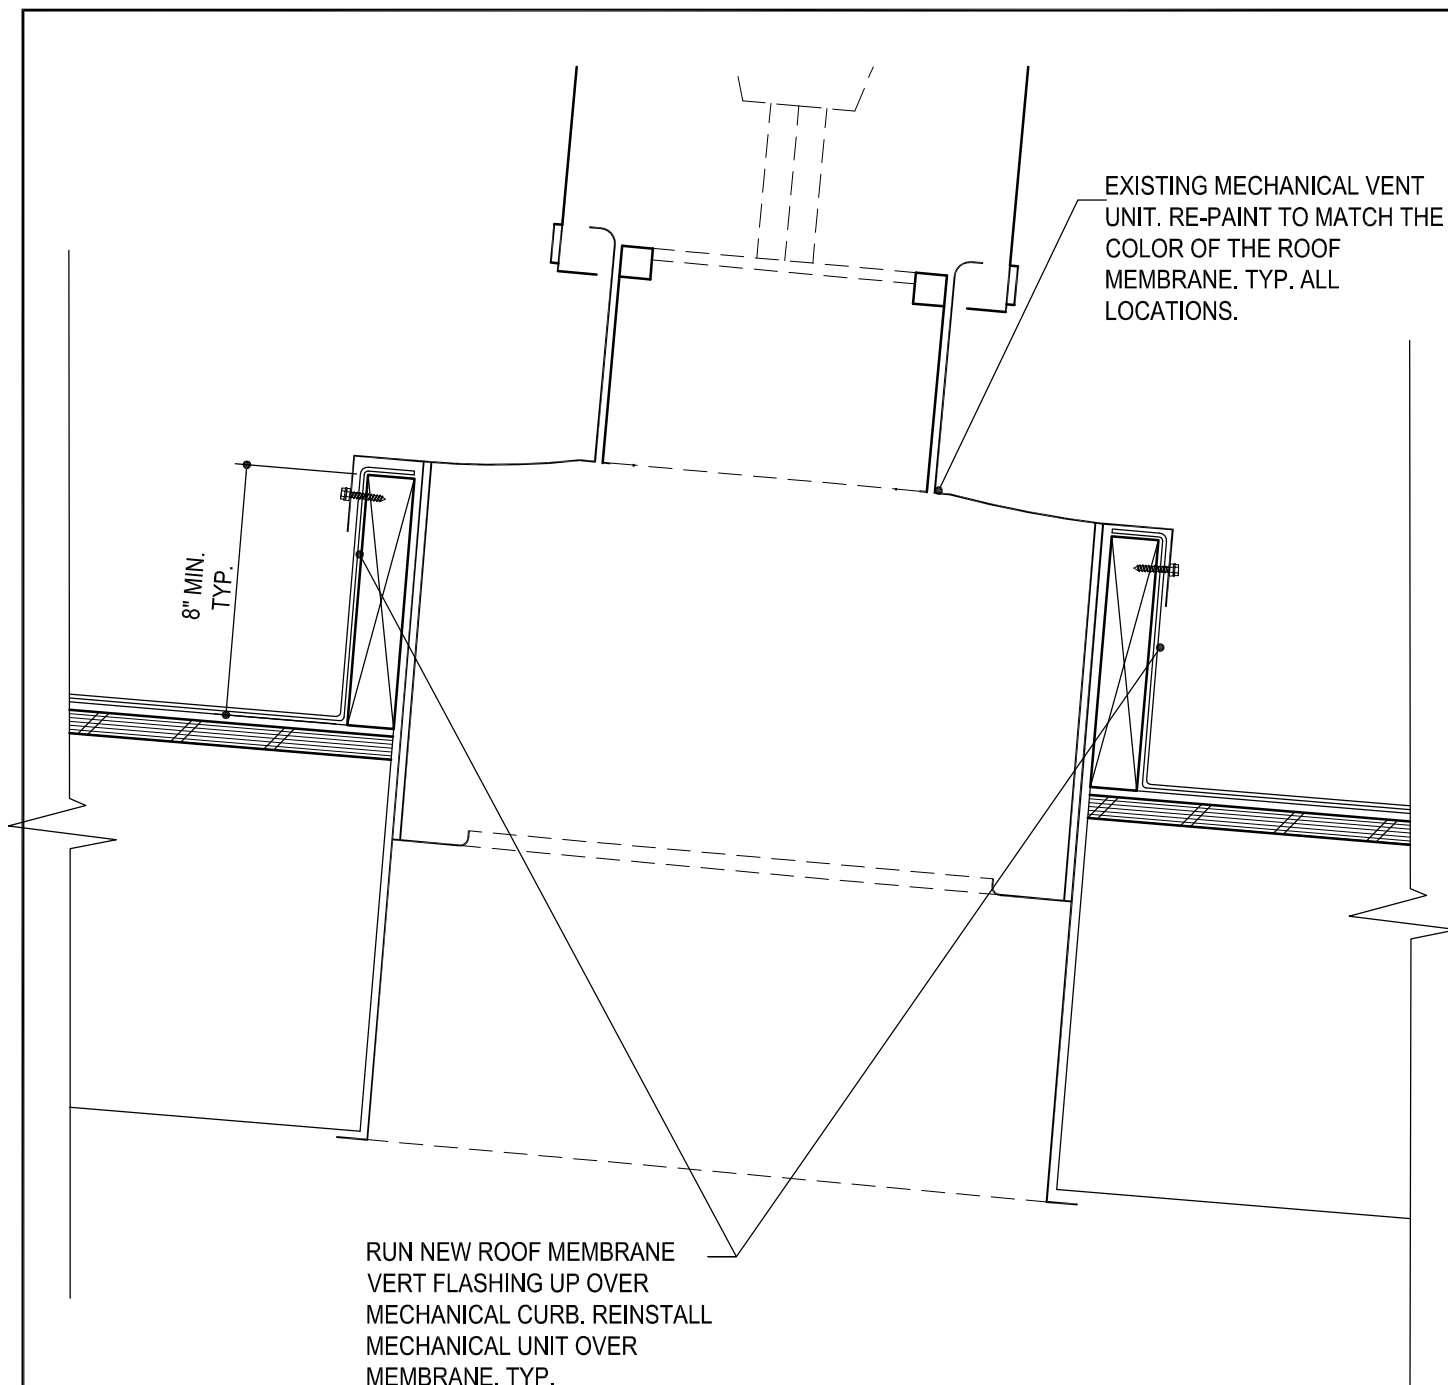 EXISTING MECHANICAL VENT
UNIT. RE-PAINT TO MATCH THE
COLOR OF THE ROOF
MEMBRANE. TYP. ALL
LOCATIONS.
8" MIN.
TYP.
RUN NEW ROOF MEMBRANE
VERT FLASHING UP OVER
MECHANICAL CURB. REINSTALL
MECHANICAL UNIT OVER
MEMBRANE. TYP.